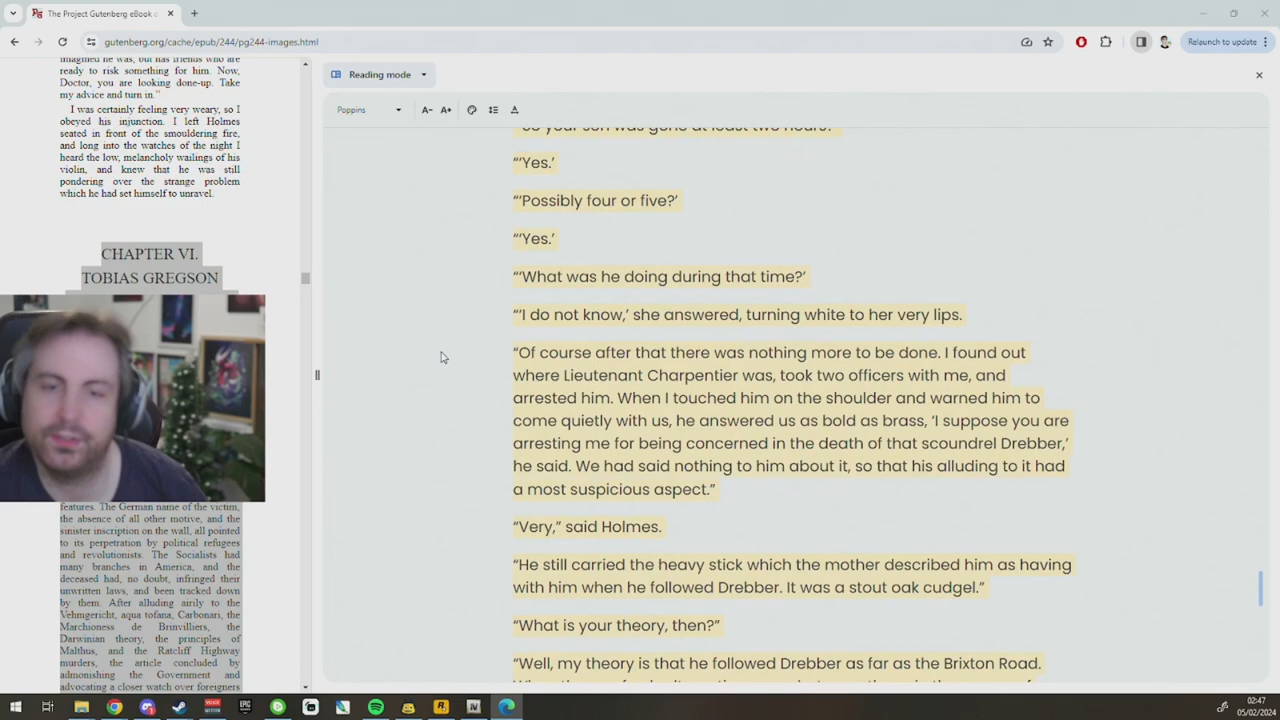 The Project Gutenberg eBook of
gutenberg.org/cache/epub/244/pg244-images.html
Relaunch to update
imagined he was, but has friends who are
ready to risk something for him. Now,
Doctor, you are looking done-up. Take
my advice and turn in.”
I was certainly feeling very weary, so I
obeyed his injunction. I left Holmes
seated in front of the smouldering fire,
and long into the watches of the night I
heard the low, melancholy wailings of his
violin, and knew that he was still
pondering over the strange problem
which he had set himself to unravel.
CHAPTER VI.
TOBIAS GREGSON
features. The German name of the victim,
the absence of all other motive, and the
sinister inscription on the wall, all pointed
to its perpetration by political refugees
and revolutionists. The Socialists had
many branches in America, and the
deceased had, no doubt, infringed their
unwritten laws, and been tracked down
by them. After alluding airily to the
Vehmgericht, aqua tofana, Carbonari, the
Marchioness de Brinvilliers, the
Darwinian theory, the principles of
Malthus, and the Ratcliff Highway
murders, the article concluded by
admonishing the Government and
advocating a closer watch over foreigners
Reading mode
Poppins
A- A+
“‘So your son was gone at least two hours?’
“‘Yes.’
“‘Possibly four or five?’
“‘Yes.’
“‘What was he doing during that time?’
“‘I do not know,’ she answered, turning white to her very lips.
“Of course after that there was nothing more to be done. I found out
where Lieutenant Charpentier was, took two officers with me, and
arrested him. When I touched him on the shoulder and warned him to
come quietly with us, he answered us as bold as brass, ‘I suppose you are
arresting me for being concerned in the death of that scoundrel Drebber,’
he said. We had said nothing to him about it, so that his alluding to it had
a most suspicious aspect.”
“Very,” said Holmes.
“He still carried the heavy stick which the mother described him as having
with him when he followed Drebber. It was a stout oak cudgel.”
“What is your theory, then?”
“Well, my theory is that he followed Drebber as far as the Brixton Road.
02:47
05/02/2024